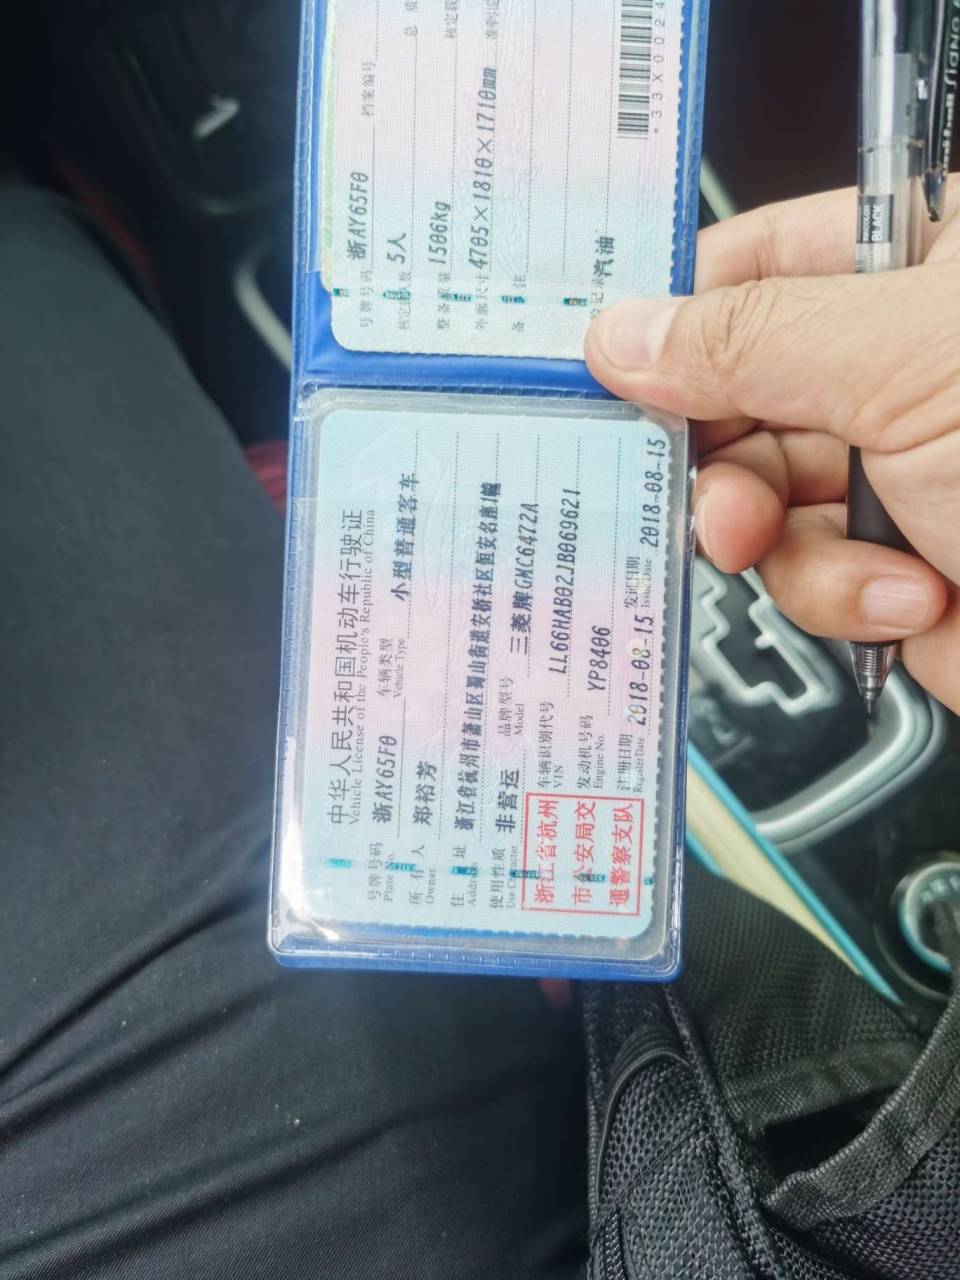 中华人民共和国机动车行驶证
Vehicle License of the People's Republic of China
号牌号码 浙AY65F0 车辆类型 小型普通客车
Plate No. Vehicle Type
所有人 郑裕芳
Owner
住址 浙江省杭州市萧山区蜀山街道安桥社区恒安名座1幢
Address
使用性质 非营运 品牌型号 三菱牌GMC6472A
Use Character Model
浙江省杭州
市公安局交
通警察支队
车辆识别代号 LL66HAB02JB069621
VIN
发动机号码 YP8406
Engine No.
注册日期 2018-08-15 发证日期 2018-08-15
Register Date Issue Date
号牌号码 浙AY65F0 档案编号
核定载人数 5人 总质
整备质量 1506kg 核定载
外廓尺寸 4705×1810×1710mm 准牵引
备注
检验记录 汽油
*33X0024
BLACK